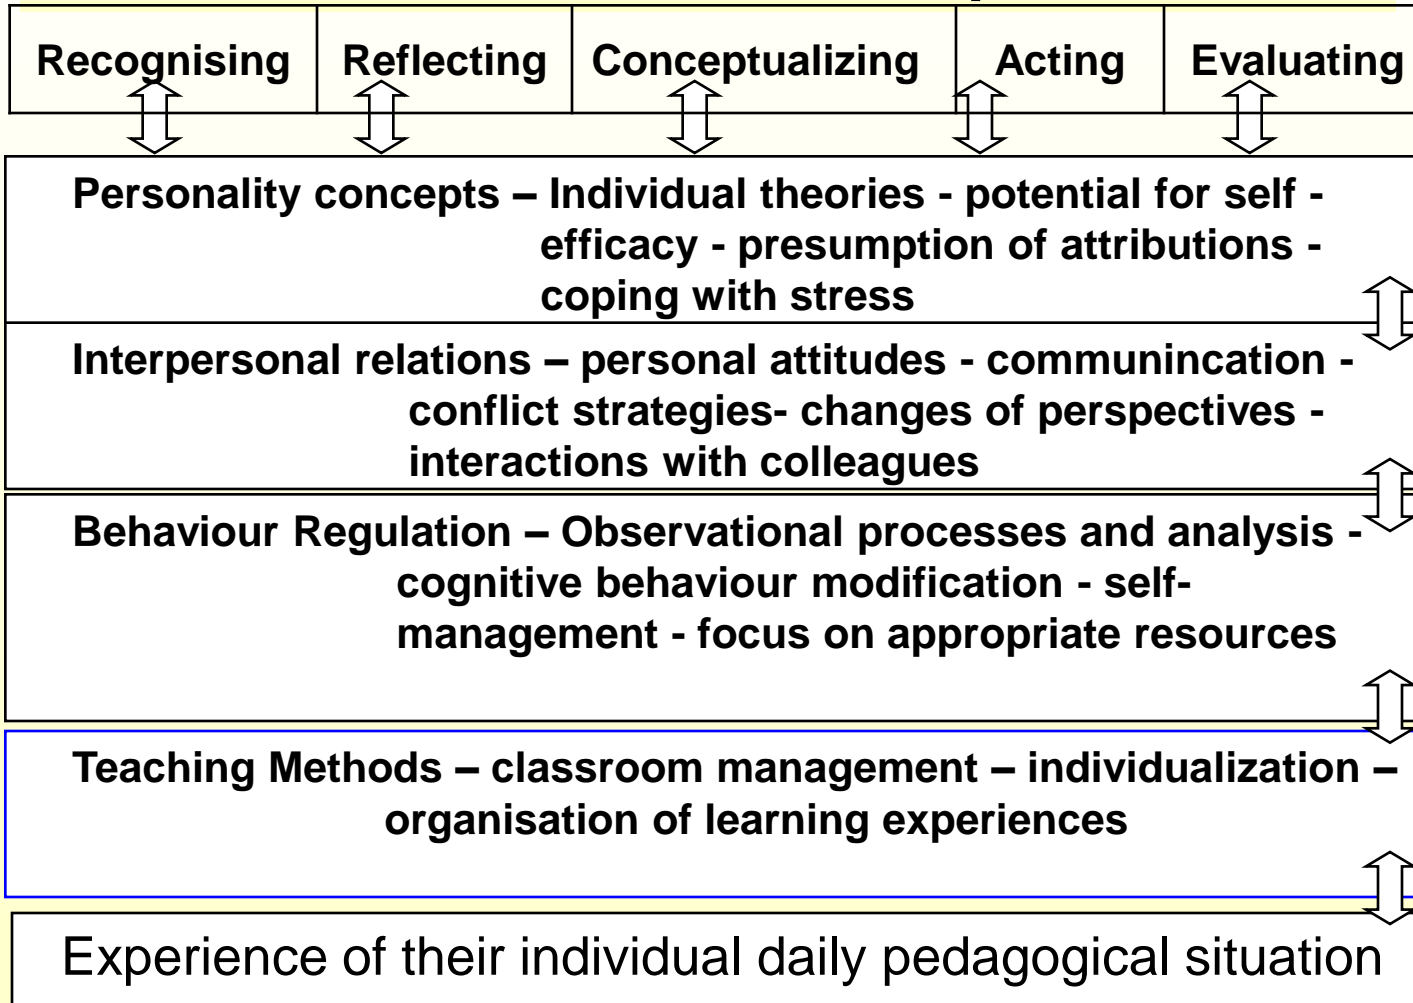 Recognising Reflecting Conceptualizing Acting Evaluating
Personality concepts – Individual theories - potential for self -
efficacy - presumption of attributions -
coping with stress
Interpersonal relations – personal attitudes - communincation -
conflict strategies- changes of perspectives -
interactions with colleagues
Behaviour Regulation – Observational processes and analysis -
cognitive behaviour modification - self-
management - focus on appropriate resources
Teaching Methods – classroom management – individualization –
organisation of learning experiences
Experience of their individual daily pedagogical situation